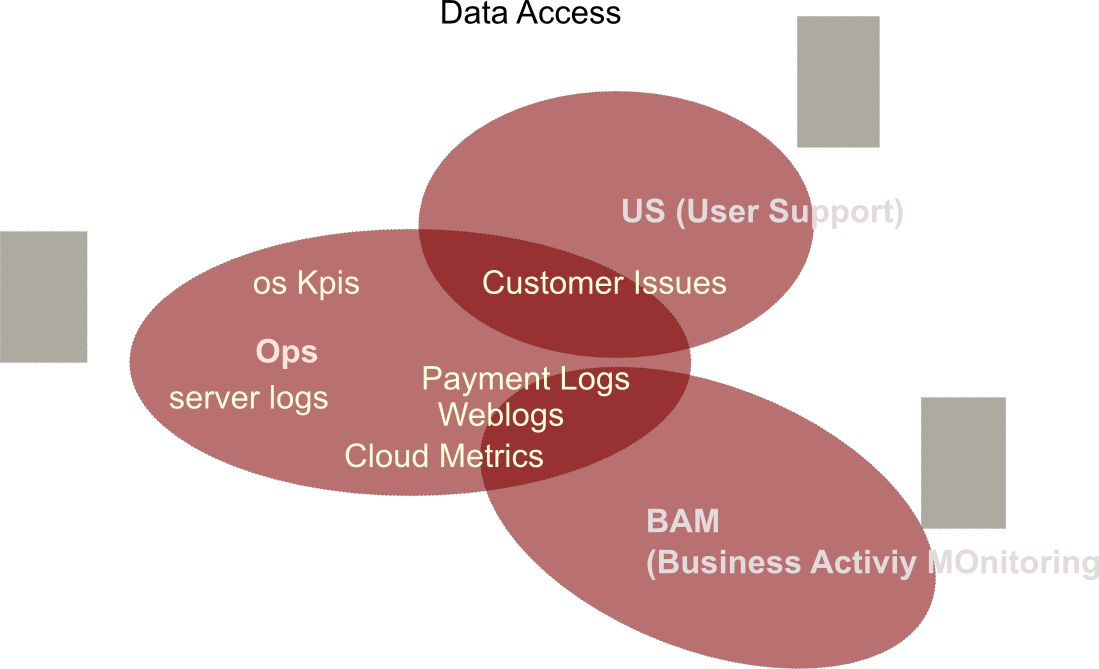 Data Access
US (User Support)
os Kpis
Customer Issues
Ops
Payment Logs
server logs
Weblogs
Cloud Metrics
BAM
(Business Activiy MOnitoring